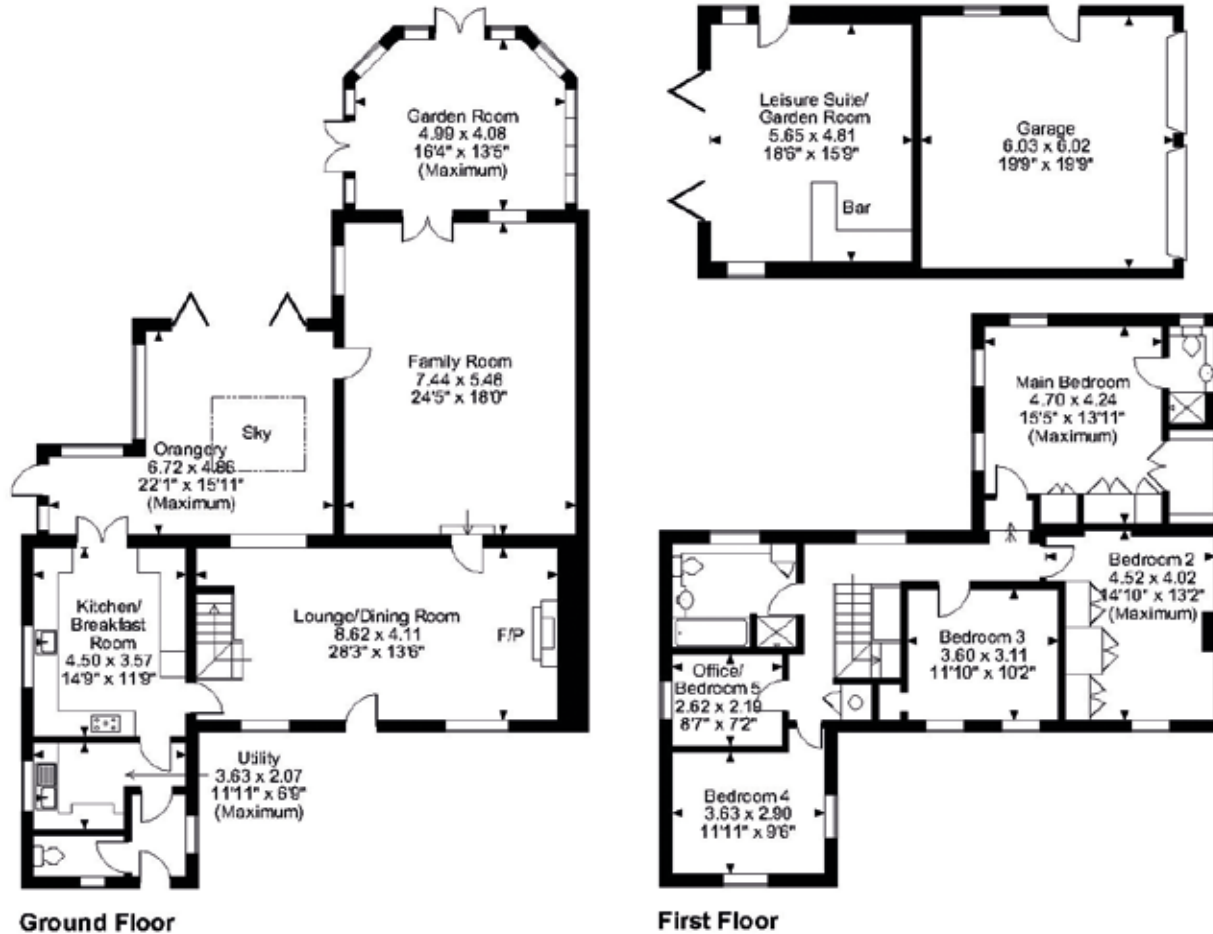 Garden Room
4.99 x 4.08
16'4" x 13'5"
(Maximum)
Family Room
7.44 x 5.48
24'5" x 18'0"
Sky
Orangery
6.72 x 4.86
22'1" x 15'11"
(Maximum)
Kitchen/
Breakfast
Room
4.50 x 3.57
14'9" x 11'9"
Lounge/Dining Room
8.62 x 4.11
28'3" x 13'6"
F/P
Utility
3.63 x 2.07
11'11" x 6'9"
(Maximum)
Ground Floor
Leisure Suite/
Garden Room
5.65 x 4.81
18'6" x 15'9"
Bar
Garage
6.03 x 6.02
19'9" x 19'9"
Main Bedroom
4.70 x 4.24
15'5" x 13'11"
(Maximum)
Bedroom 2
4.52 x 4.02
14'10" x 13'2"
(Maximum)
Bedroom 3
3.60 x 3.11
11'10" x 10'2"
Office/
Bedroom 5
2.62 x 2.19
8'7" x 7'2"
Bedroom 4
3.63 x 2.90
11'11" x 9'6"
First Floor